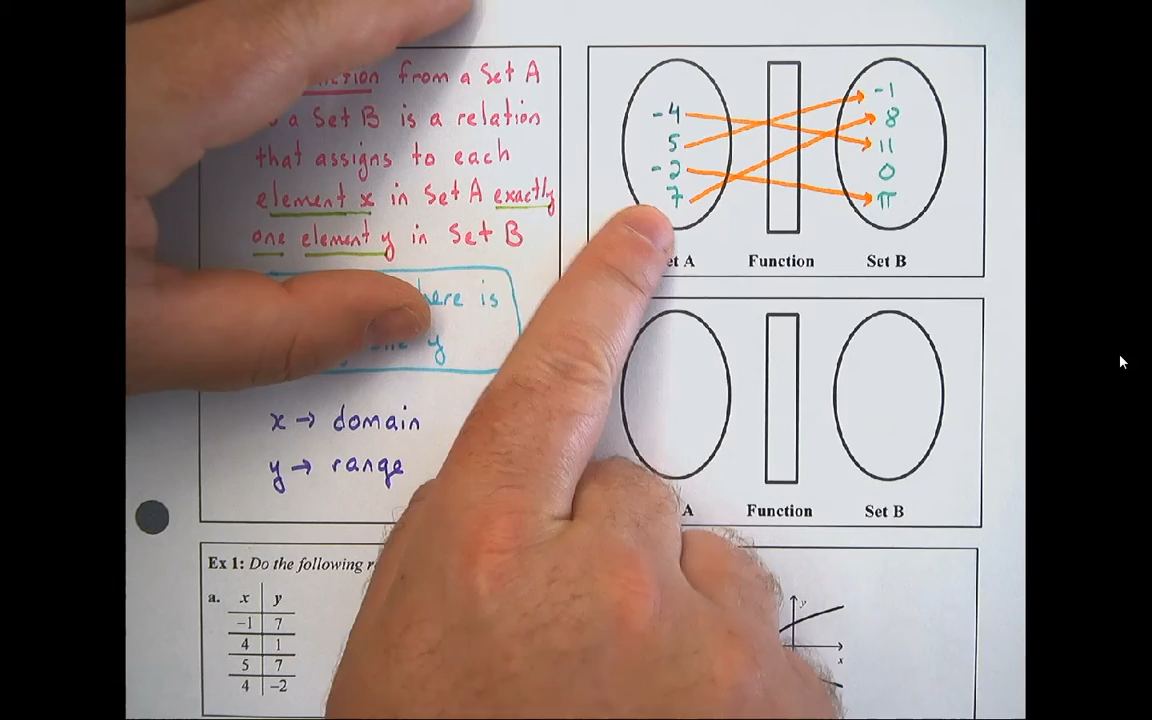 from a Set A
a Set B is a relation
that assigns to each
element x in Set A exactly
one element y in Set B
here is
one y
x → domain
y → range
-4
5
-2
7
-1
8
11
0
π
et A Function Set B
A Function Set B
Ex 1: Do the following r
a. x y
−1 7
4 1
5 7
4 −2
y
x